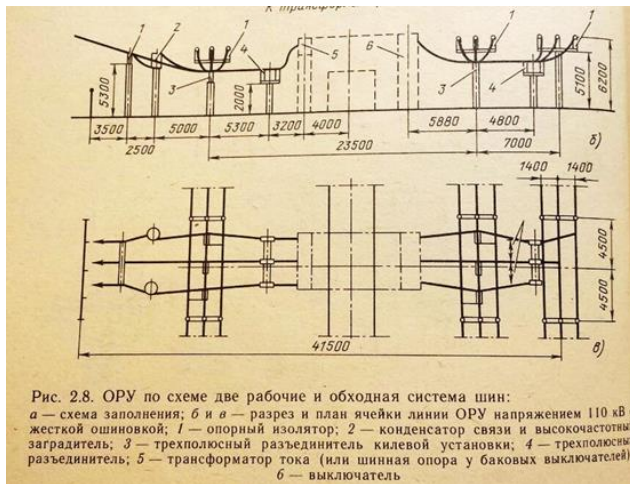 К трансфор
1 2 1 5 6 1 1
4 3 3 4
5300 2000 5100 6200
3500 5000 5300 3200 4000 5880 4800
2500 23500 7000
б)
1400 1400
4500
4500
41500
в)
Рис. 2.8. ОРУ по схеме две рабочие и обходная система шин:
а — схема заполнения; б и в — разрез и план ячейки линии ОРУ напряжением 110 кВ
жесткой ошиновкой; 1 — опорный изолятор; 2 — конденсатор связи и высокочастотны
заградитель; 3 — трехполюсный разъединитель килевой установки; 4 — трехполюсны
разъединитель; 5 — трансформатор тока (или шинная опора у баковых выключателей)
6 — выключатель